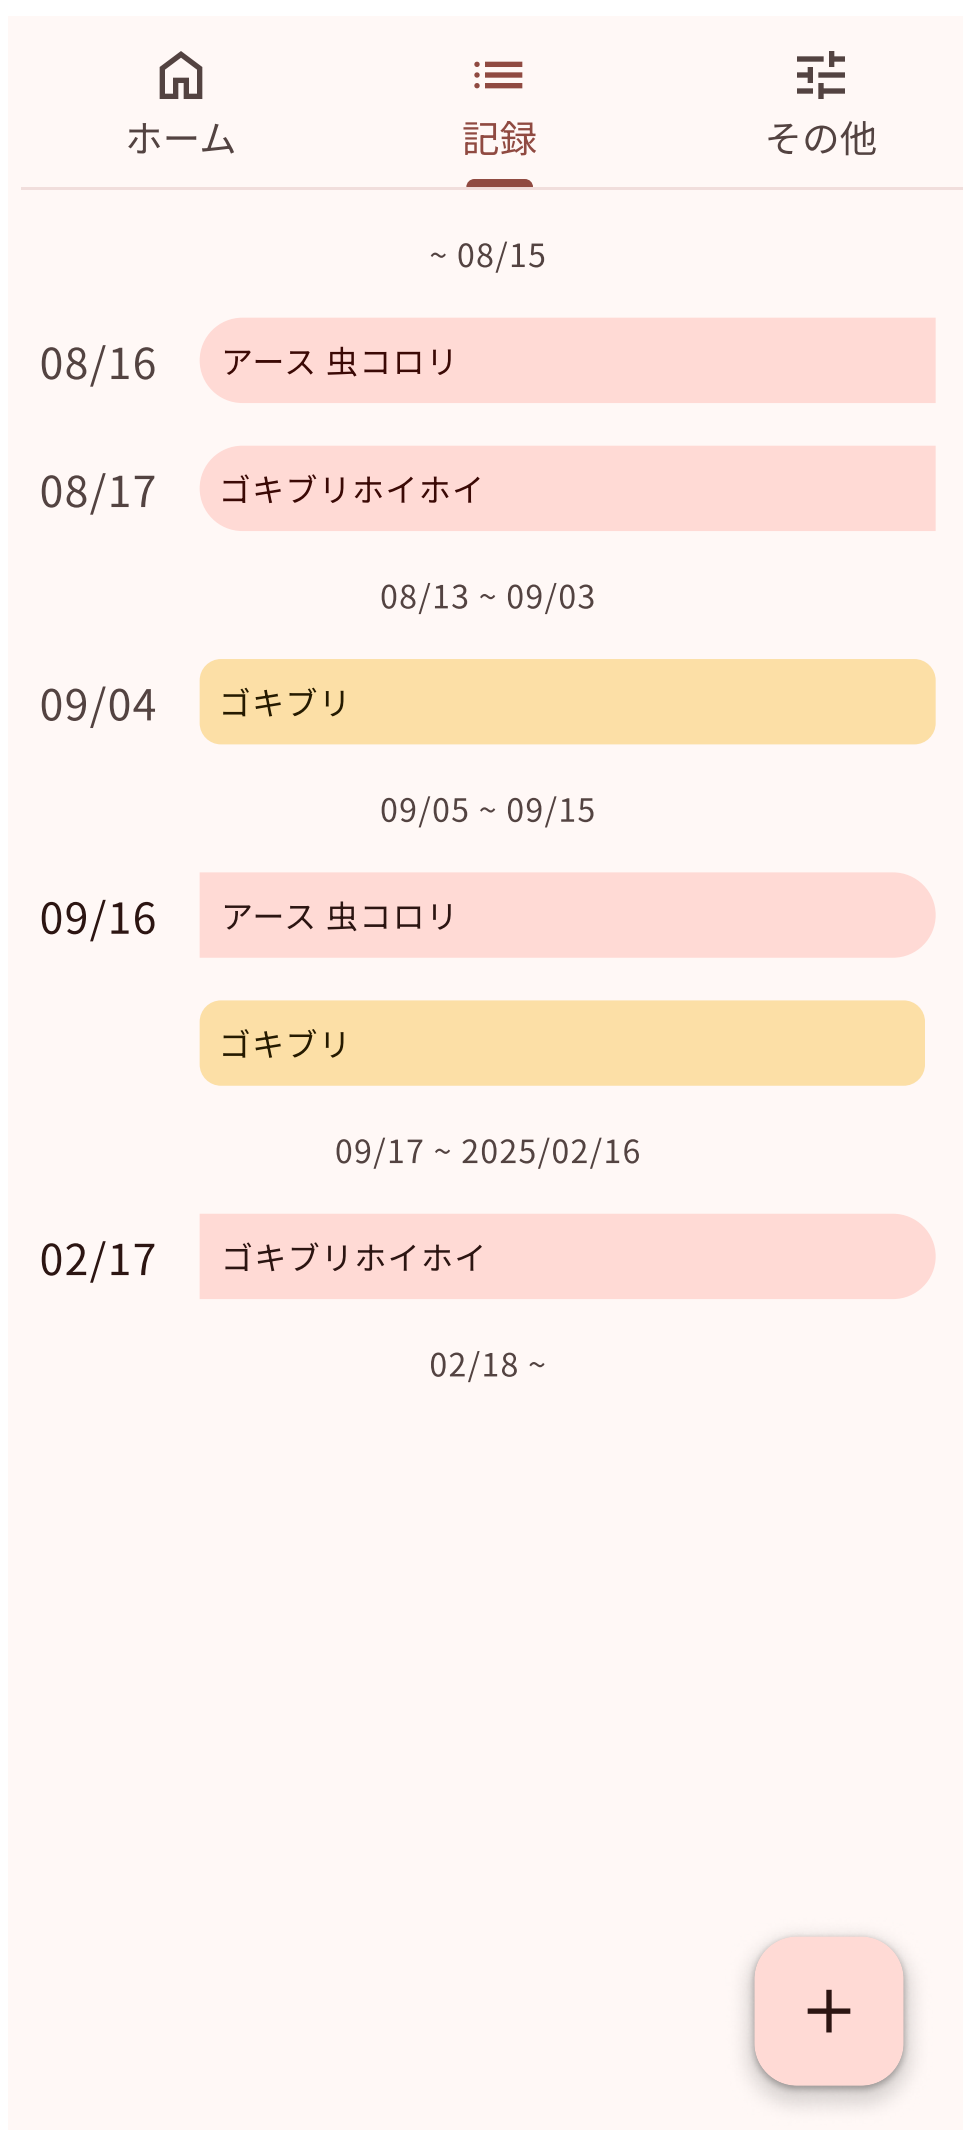 ホーム 記録 その他
~ 08/15
08/16 アース 虫コロリ
08/17 ゴキブリホイホイ
08/13 ~ 09/03
09/04 ゴキブリ
09/05 ~ 09/15
09/16 アース 虫コロリ
ゴキブリ
09/17 ~ 2025/02/16
02/17 ゴキブリホイホイ
02/18 ~